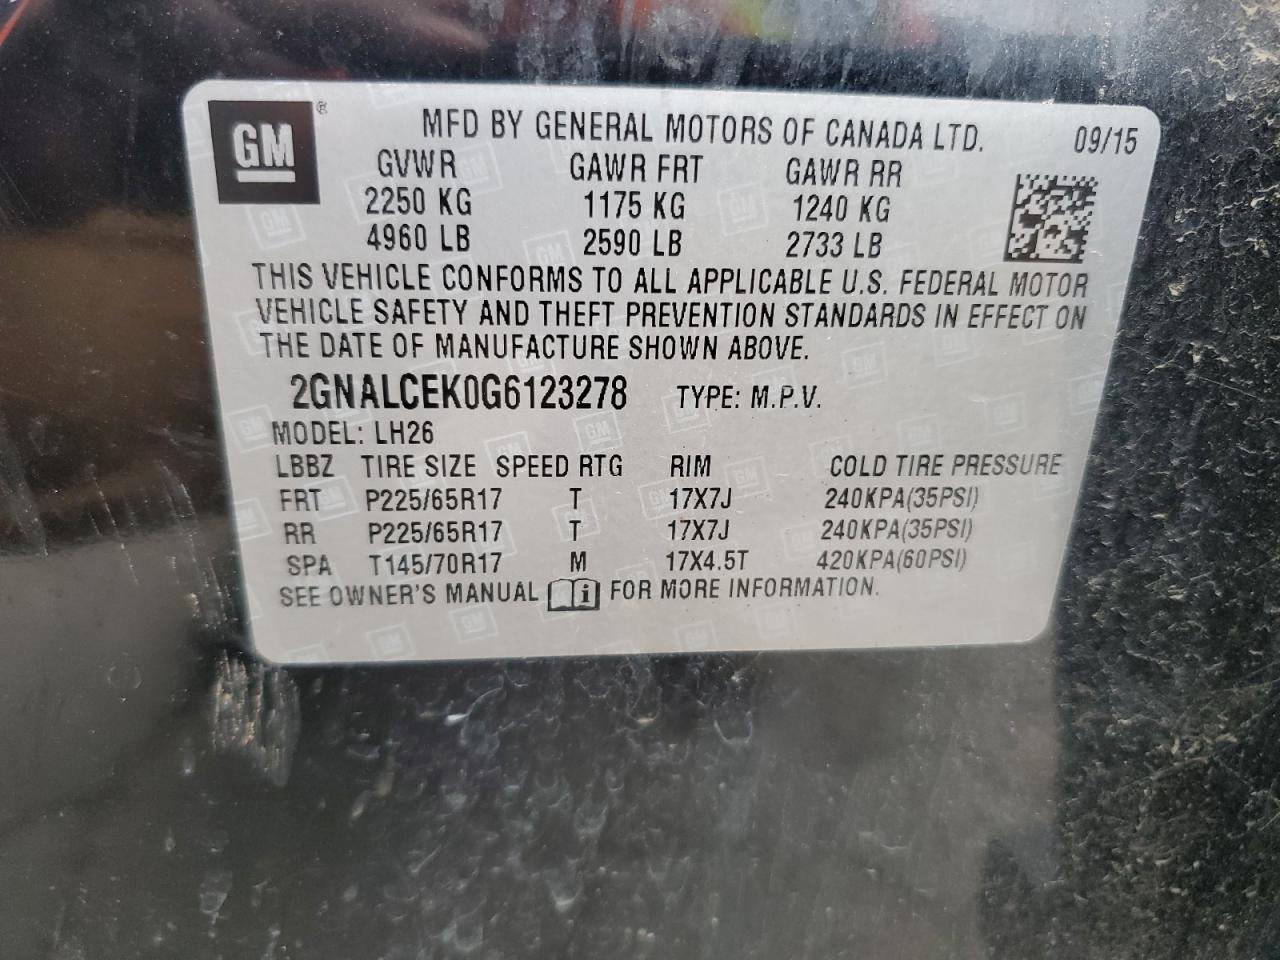 GM ®
MFD BY GENERAL MOTORS OF CANADA LTD. 09/15
GVWR GAWR FRT GAWR RR
2250 KG 1175 KG 1240 KG
4960 LB 2590 LB 2733 LB
THIS VEHICLE CONFORMS TO ALL APPLICABLE U.S. FEDERAL MOTOR
VEHICLE SAFETY AND THEFT PREVENTION STANDARDS IN EFFECT ON
THE DATE OF MANUFACTURE SHOWN ABOVE.
2GNALCEK0G6123278 TYPE: M.P.V.
MODEL: LH26
LBBZ TIRE SIZE SPEED RTG RIM COLD TIRE PRESSURE
FRT P225/65R17 T 17X7J 240KPA(35PSI)
RR P225/65R17 T 17X7J 240KPA(35PSI)
SPA T145/70R17 M 17X4.5T 420KPA(60PSI)
SEE OWNER'S MANUAL i FOR MORE INFORMATION.